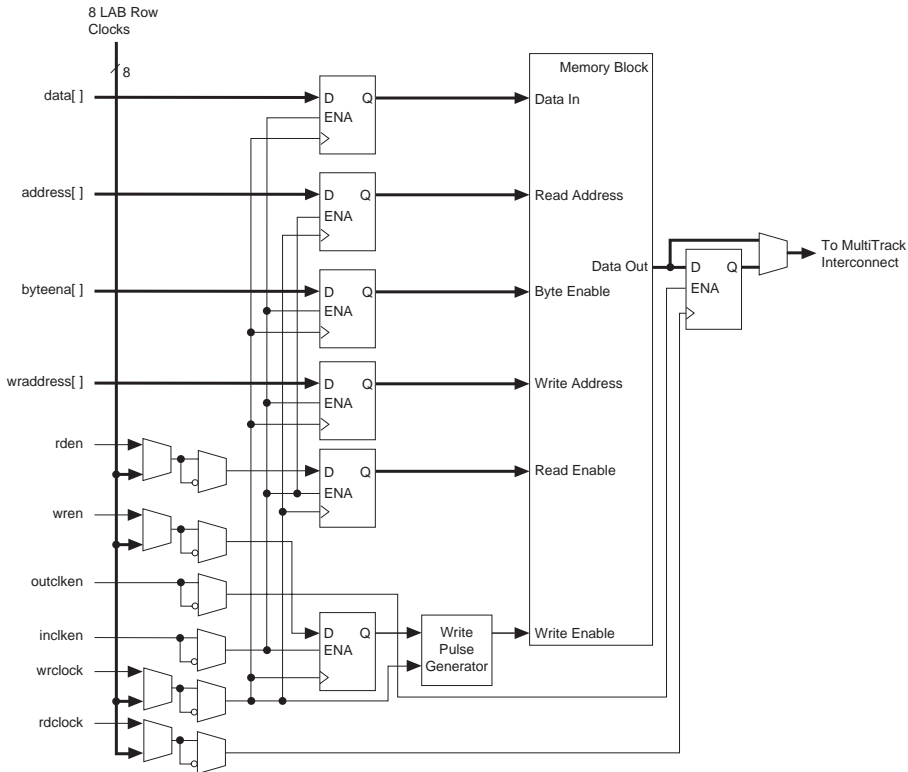 8 LAB Row
Clocks
8
data[ ]
D Q
ENA
Memory Block
Data In
address[ ]
D Q
ENA
Read Address
To MultiTrack
Interconnect
Data Out
D Q
ENA
byteena[ ]
D Q
ENA
Byte Enable
wraddress[ ]
D Q
ENA
Write Address
rden
D Q
ENA
Read Enable
wren
outclken
inclken
D Q
ENA
Write
Pulse
Generator
Write Enable
wrclock
rdclock